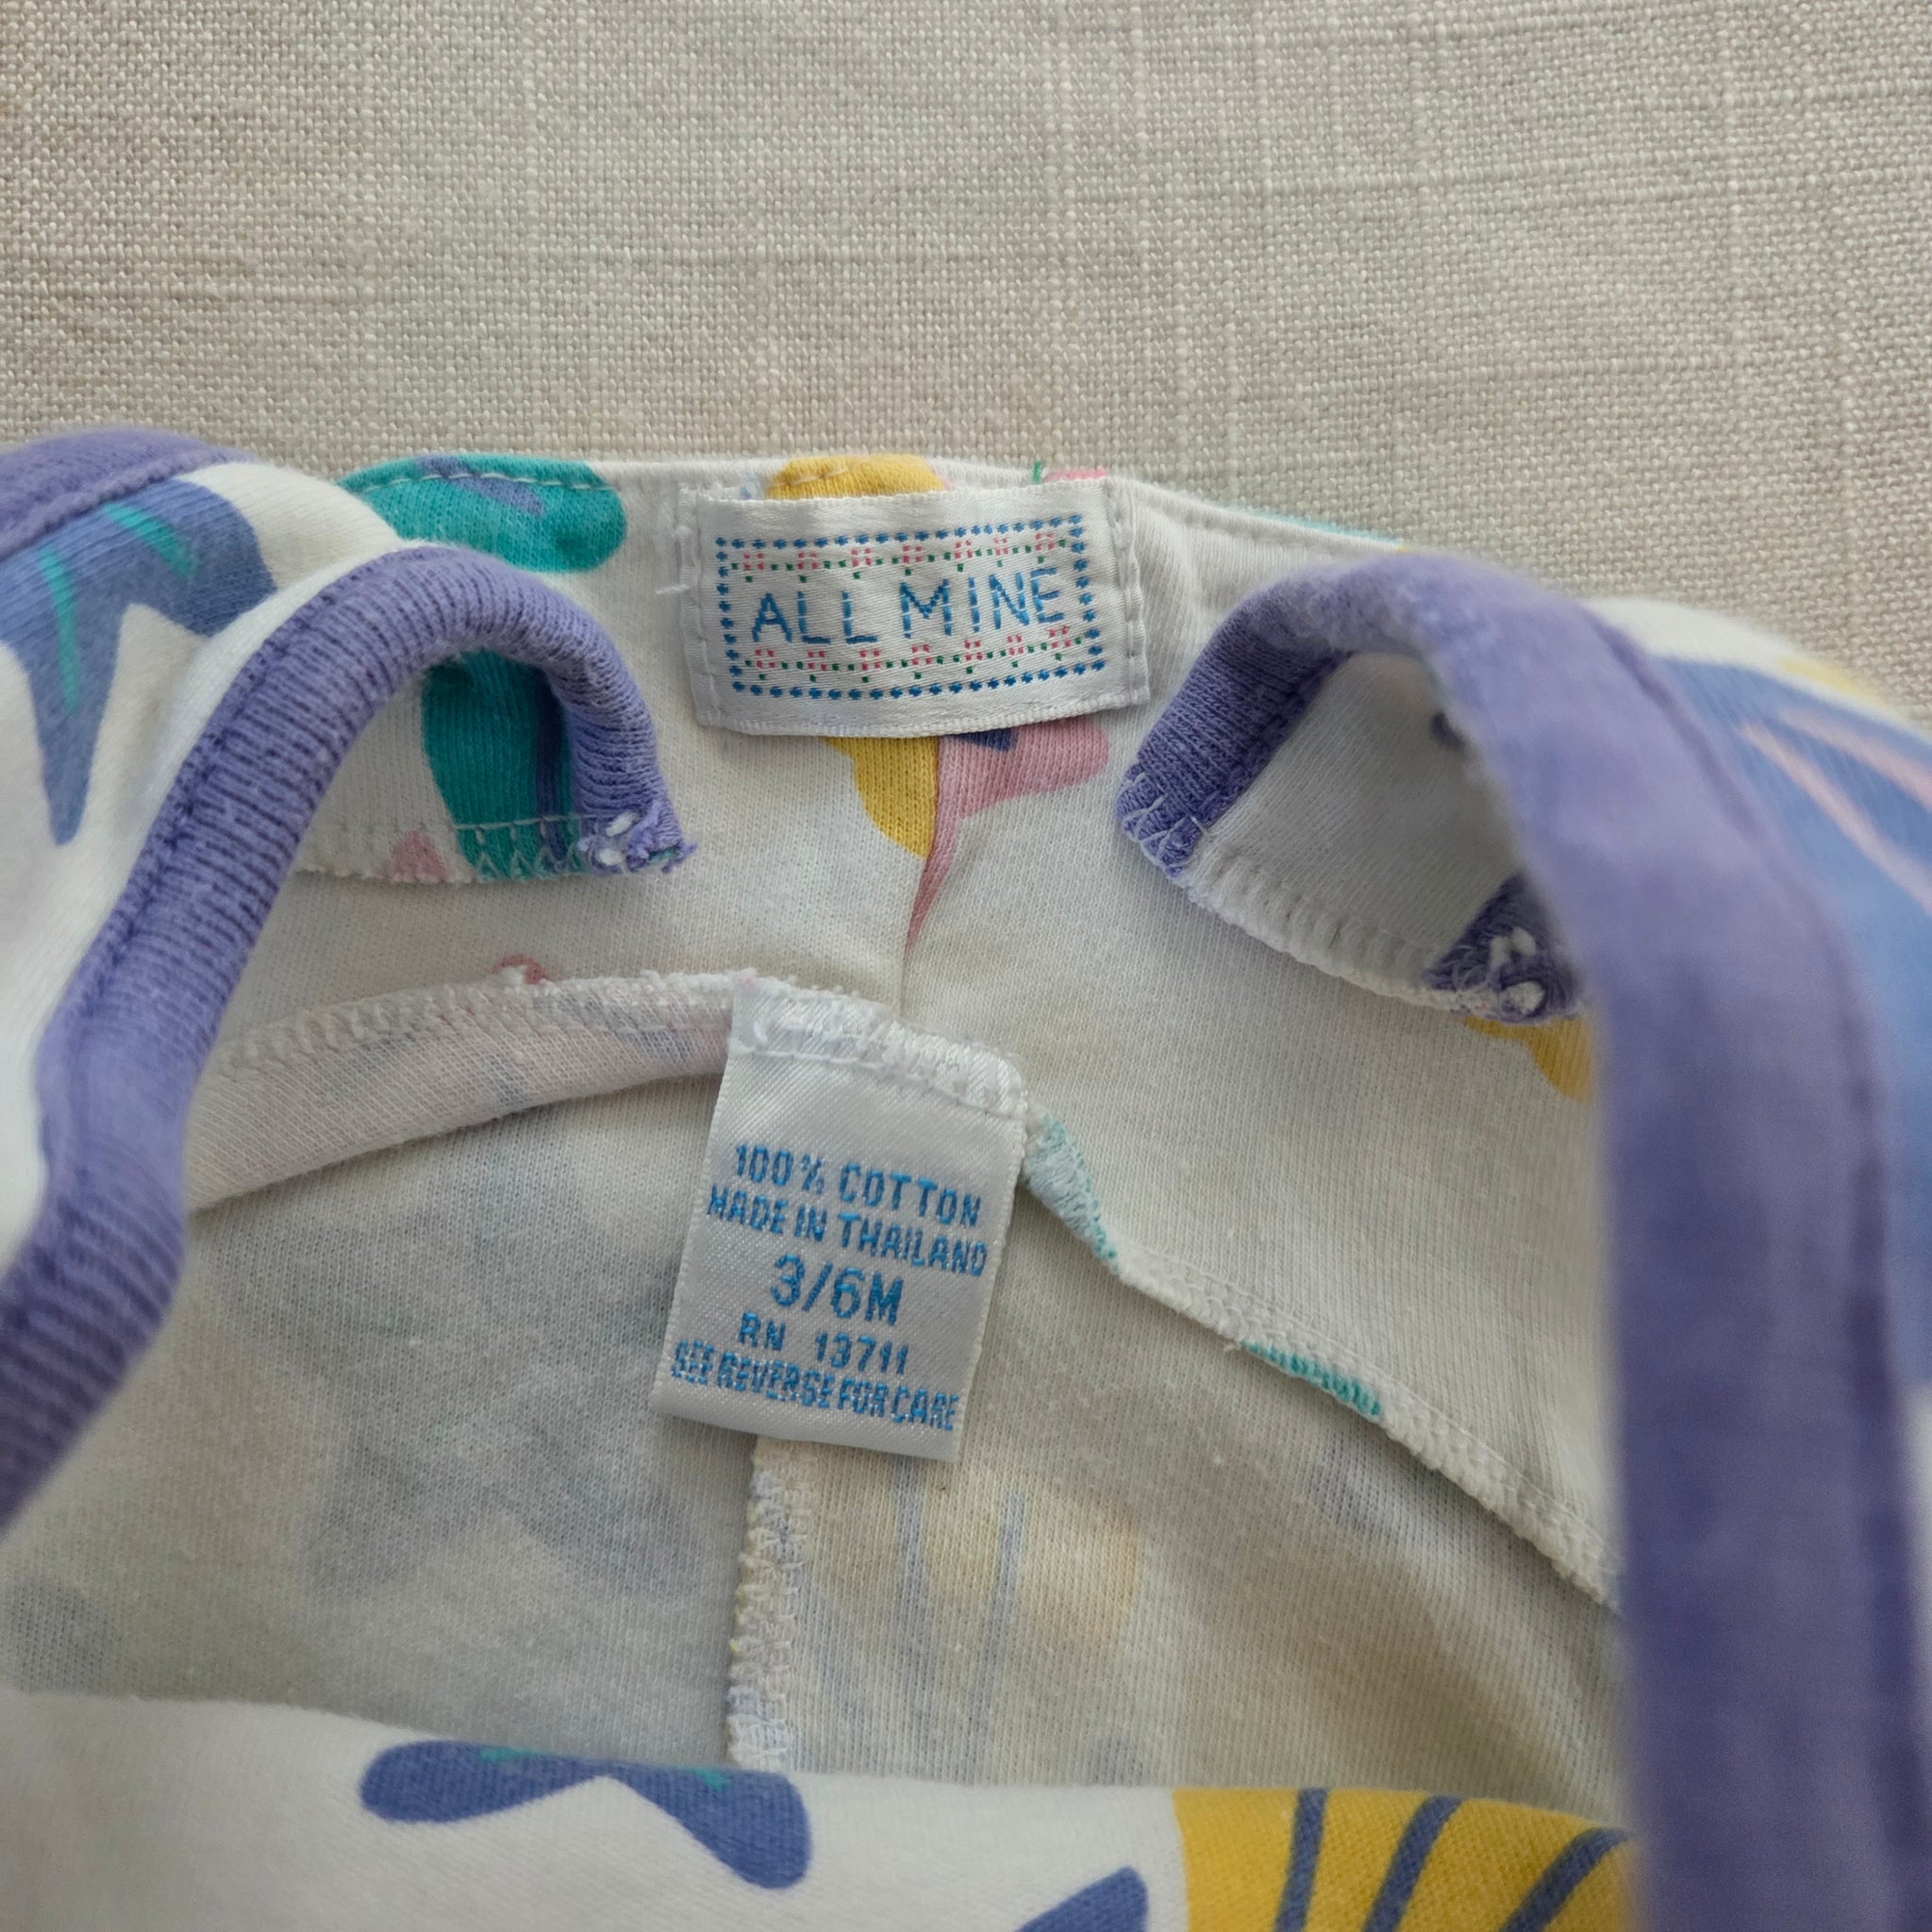 ALL MINE
100% COTTON
MADE IN THAILAND
3/6M
RN 13711
SEE REVERSE FOR CARE